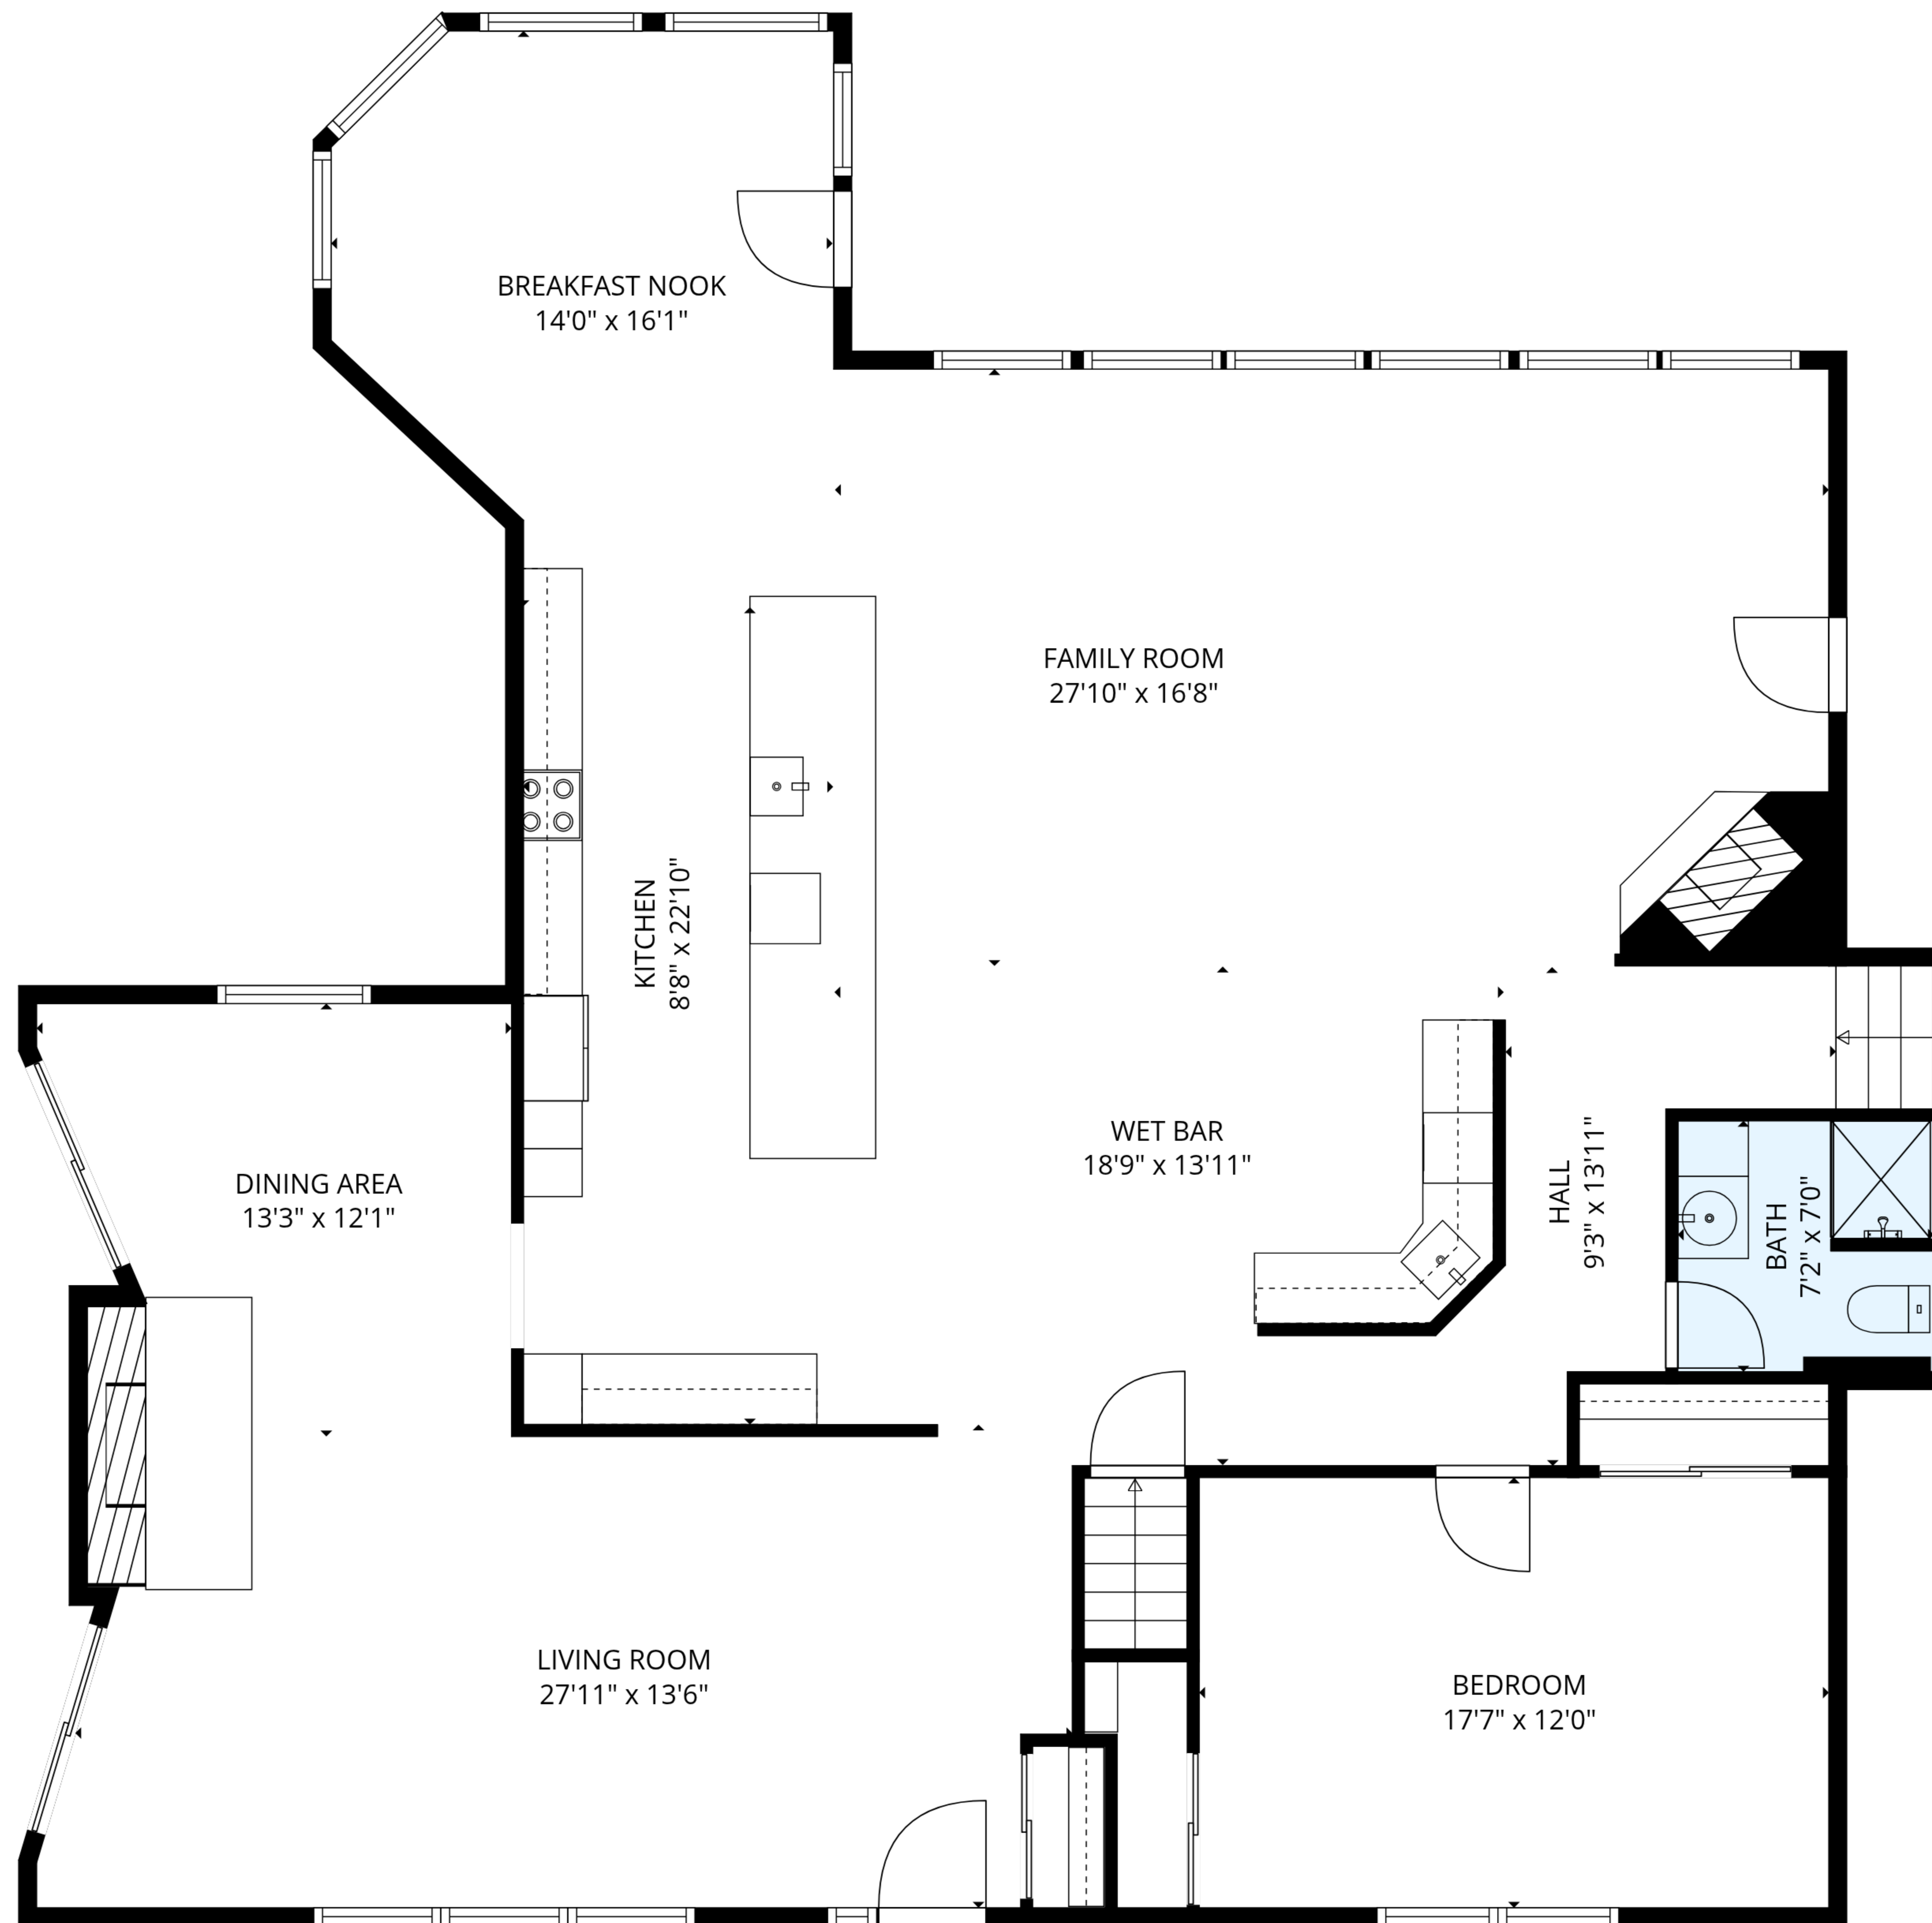 BREAKFAST NOOK
14'0" x 16'1"
FAMILY ROOM
27'10" x 16'8"
KITCHEN
8'8" x 22'10"
WET BAR
18'9" x 13'11"
HALL
9'3" x 13'11"
BATH
7'2" x 7'0"
DINING AREA
13'3" x 12'1"
LIVING ROOM
27'11" x 13'6"
BEDROOM
17'7" x 12'0"